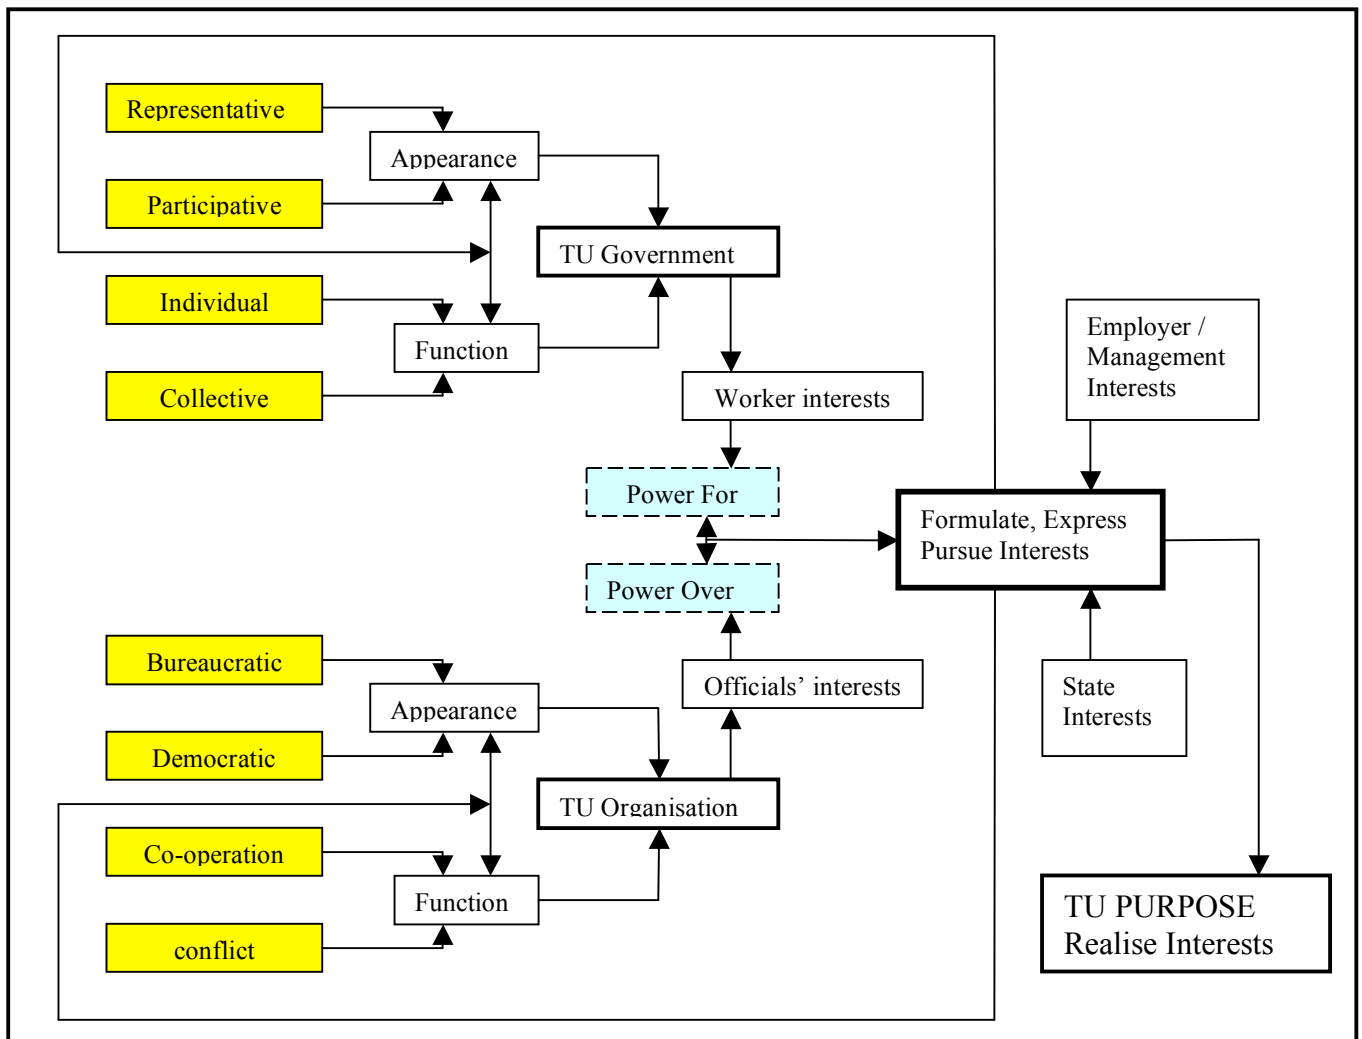 Representative
Appearance
Participative
TU Government
Individual
Function
Collective
Worker interests
Employer /
Management
Interests
Power For
Formulate, Express
Pursue Interests
Power Over
Bureaucratic
Appearance
Officials’ interests
State
Interests
Democratic
TU Organisation
Co-operation
Function
conflict
TU PURPOSE
Realise Interests